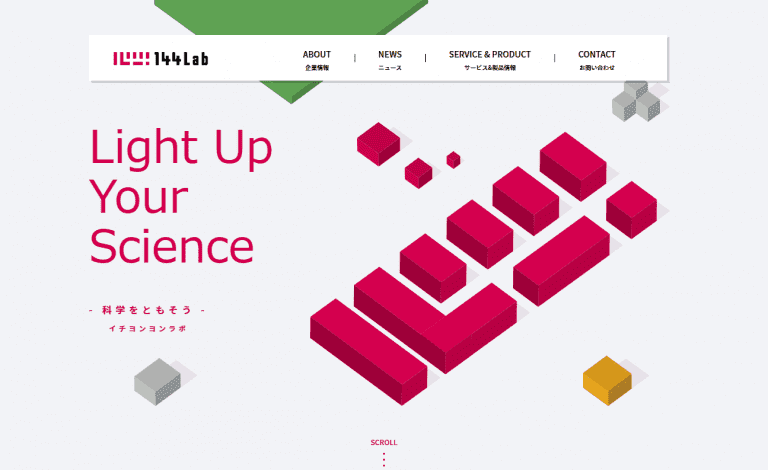 144Lab
ABOUT
企業情報
NEWS
ニュース
SERVICE & PRODUCT
サービス&製品情報
CONTACT
お問い合わせ
Light Up
Your
Science
- 科学をともそう -
イチヨンヨンラボ
SCROLL